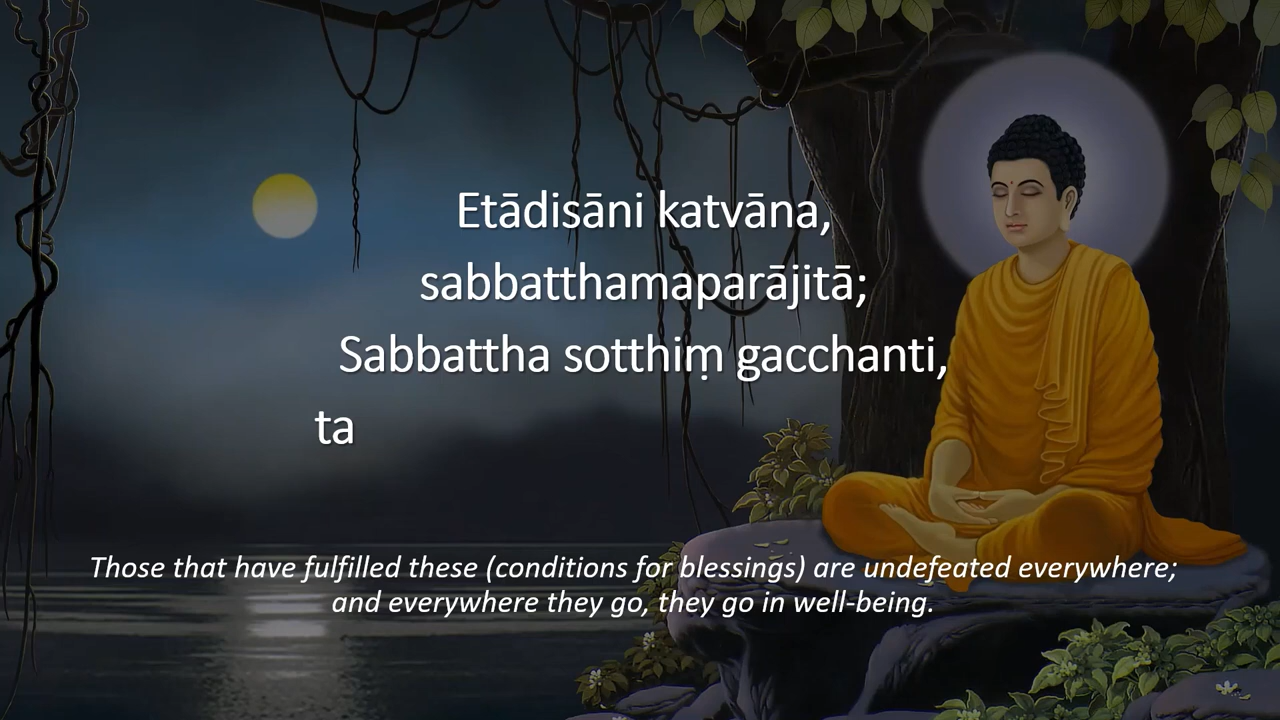 Etādisāni katvāna,
sabbatthamaparājitā;
Sabbattha sotthiṃ gacchanti,
ta
Those that have fulfilled these (conditions for blessings) are undefeated everywhere;
and everywhere they go, they go in well-being.